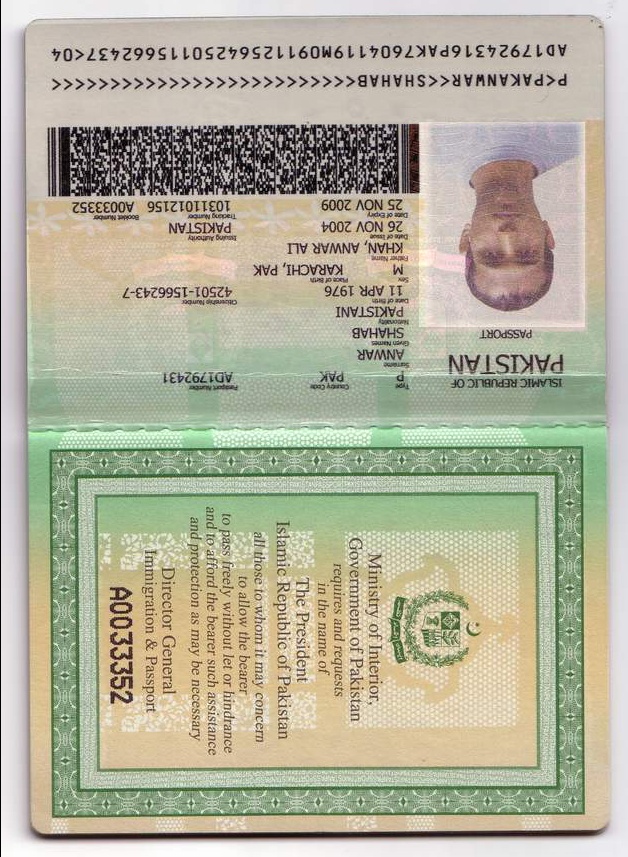 ISLAMIC REPUBLIC OF
PAKISTAN
PASSPORT
Type Country Code Passport Number
P PAK AD1792431
Surname
ANWAR
Given Names
SHAHAB
Nationality
PAKISTANI
Date of Birth Citizenship Number
11 APR 1976 42501-1566243-7
Sex Place of Birth
M KARACHI, PAK
Father Name
KHAN, ANWAR ALI
Date of Issue Issuing Authority
26 NOV 2004 PAKISTAN
Date of Expiry Tracking Number Booklet Number
25 NOV 2009 10311012156 A0033352
P<PAKANWAR<<SHAHAB<<<<<<<<<<<<<<<<<<<<<<<<<<
AD17924316PAK7604119M09112564250115662437<04
Ministry of Interior,
Government of Pakistan
requires and requests
in the name of
The President
Islamic Republic of Pakistan
all those to whom it may concern
to allow the bearer
to pass freely without let or hindrance
and to afford the bearer such assistance
and protection as may be necessary
Director General
Immigration & Passport
A0033352